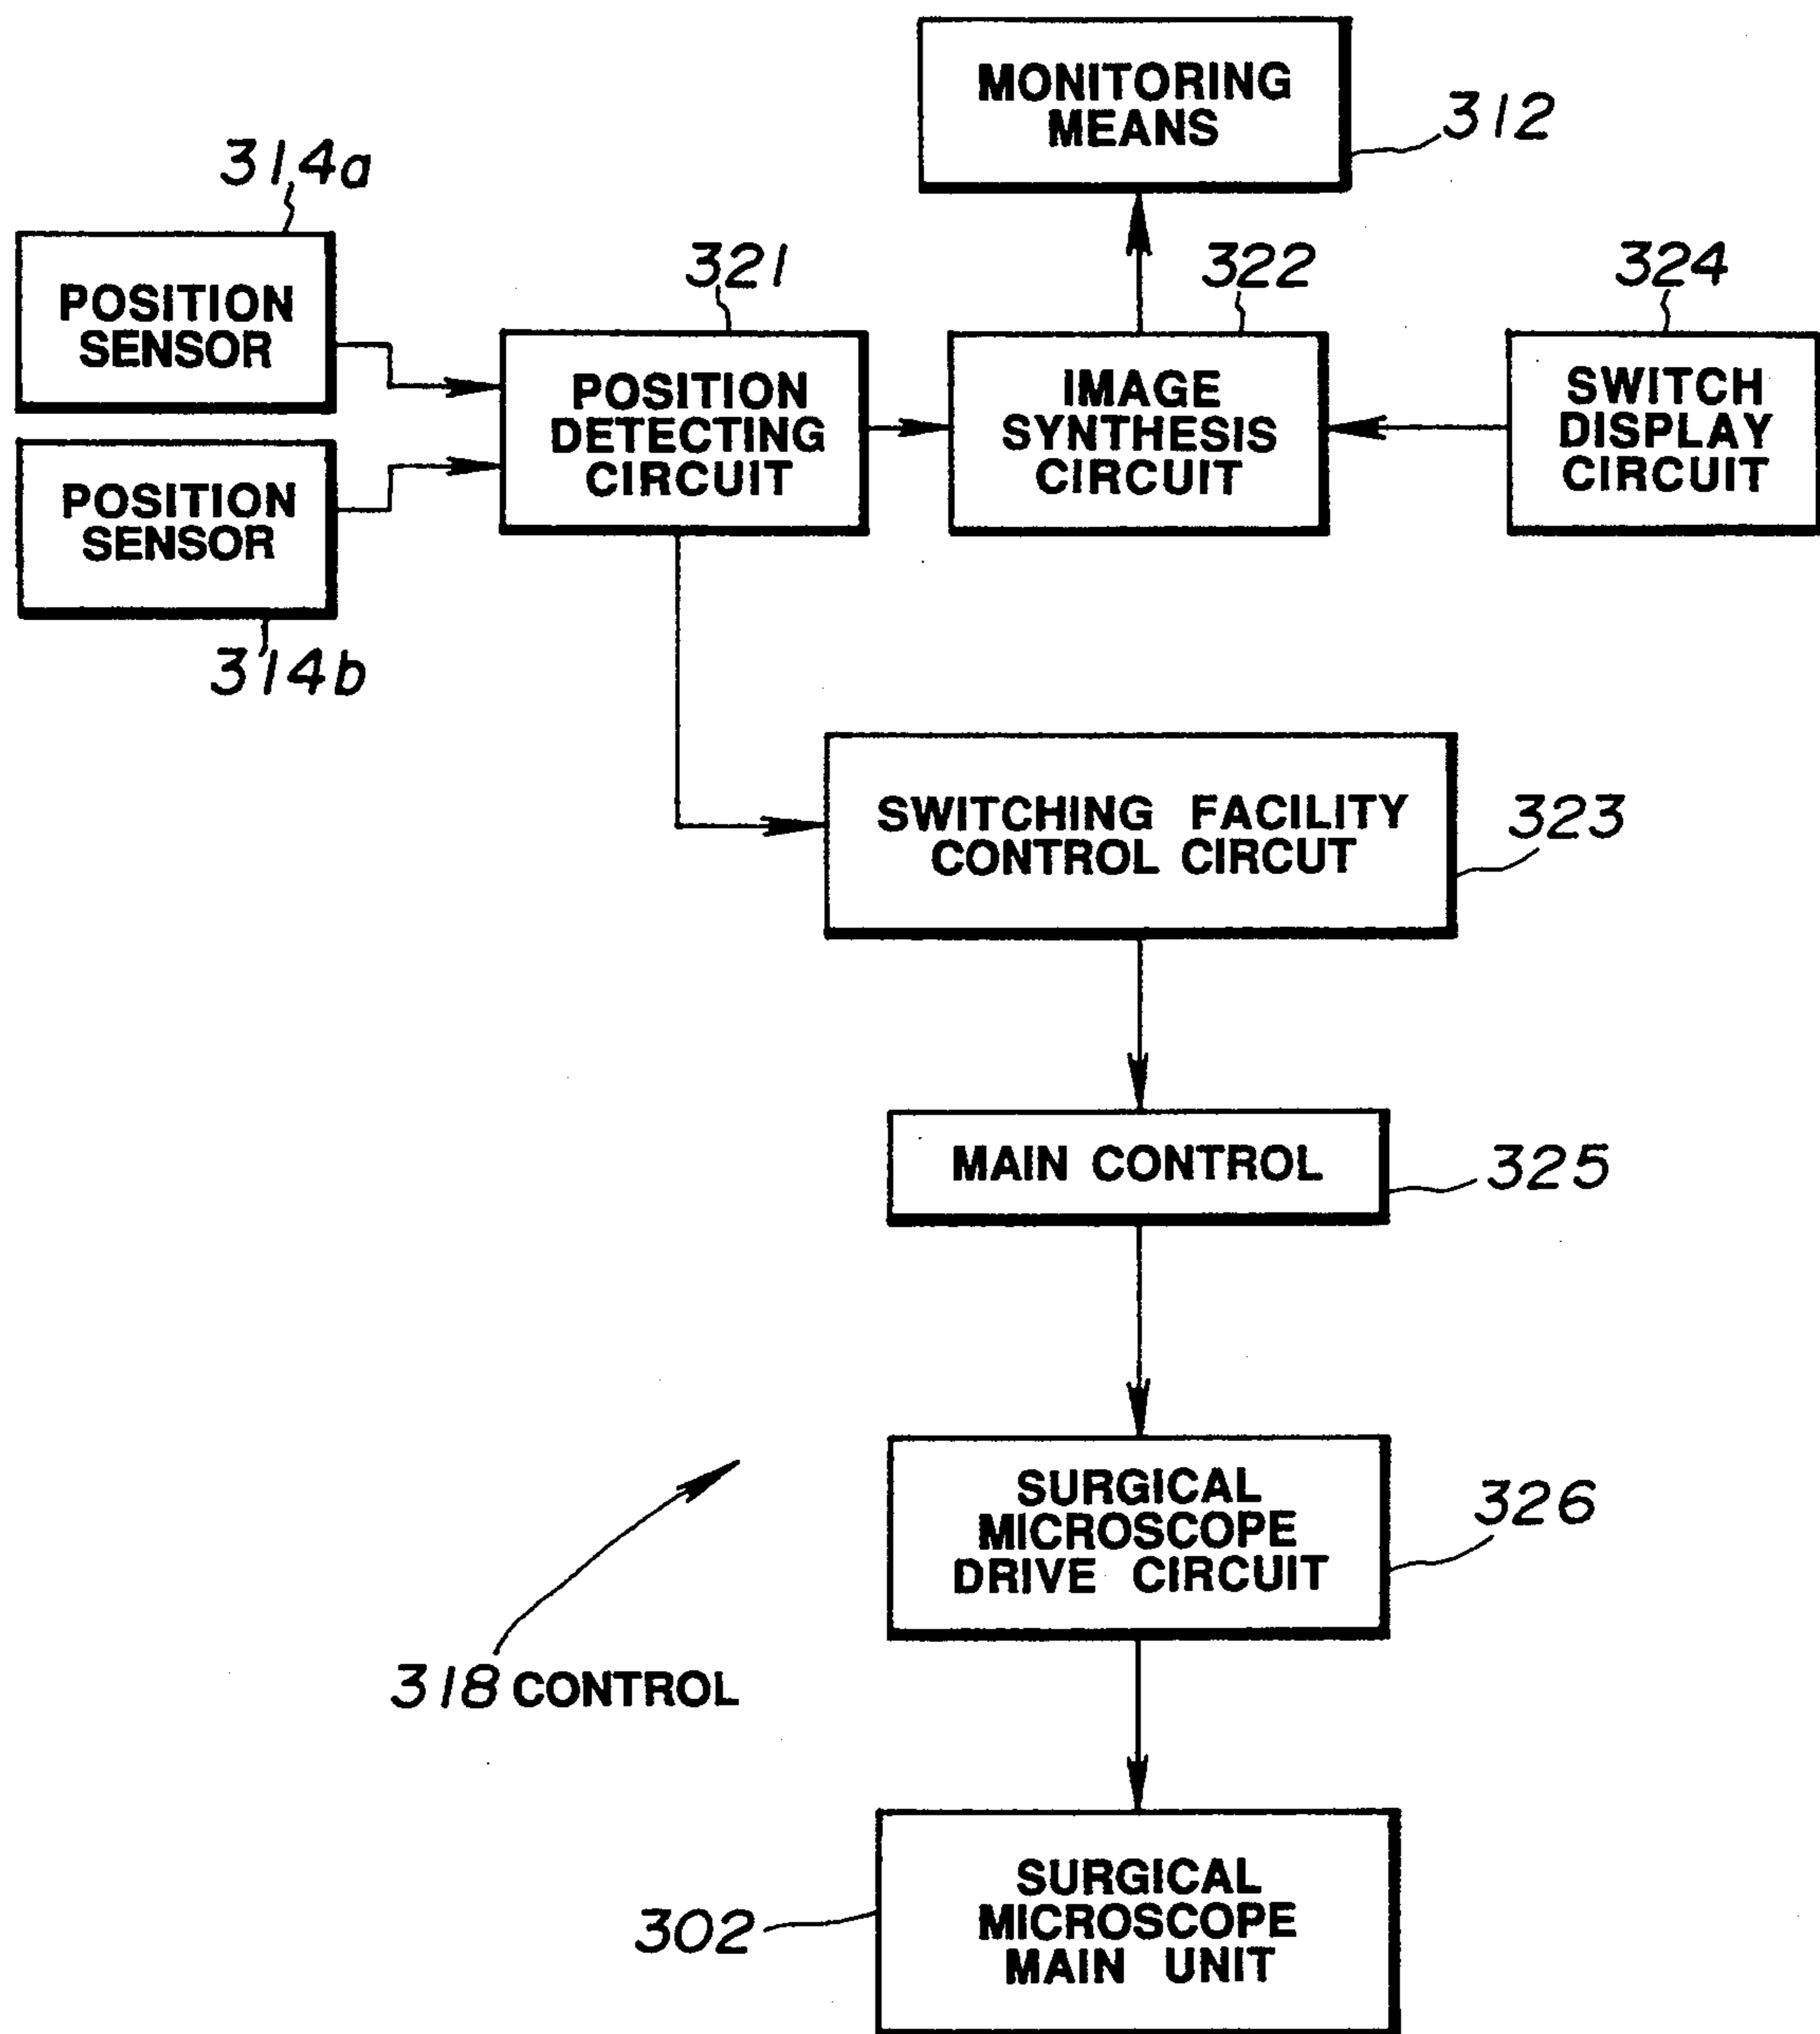 MONITORING
MEANS
312
314a
POSITION
SENSOR
321
322
324
POSITION
DETECTING
CIRCUIT
IMAGE
SYNTHESIS
CIRCUIT
SWITCH
DISPLAY
CIRCUIT
POSITION
SENSOR
314b
SWITCHING FACILITY
CONTROL CIRCUT
323
MAIN CONTROL
325
SURGICAL
MICROSCOPE
DRIVE CIRCUIT
326
318 CONTROL
302
SURGICAL
MICROSCOPE
MAIN UNIT